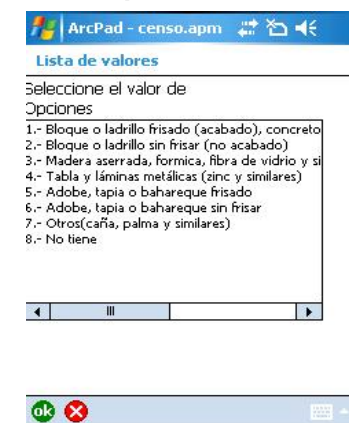 ArcPad - censo.apm
Lista de valores
Seleccione el valor de
Opciones
1.- Bloque o ladrillo frisado (acabado), concreto
2.- Bloque o ladrillo sin frisar (no acabado)
3.- Madera aserrada, formica, fibra de vidrio y si
4.- Tabla y láminas metálicas (zinc y similares)
5.- Adobe, tapia o bahareque frisado
6.- Adobe, tapia o bahareque sin frisar
7.- Otros(caña, palma y similares)
8.- No tiene
ok